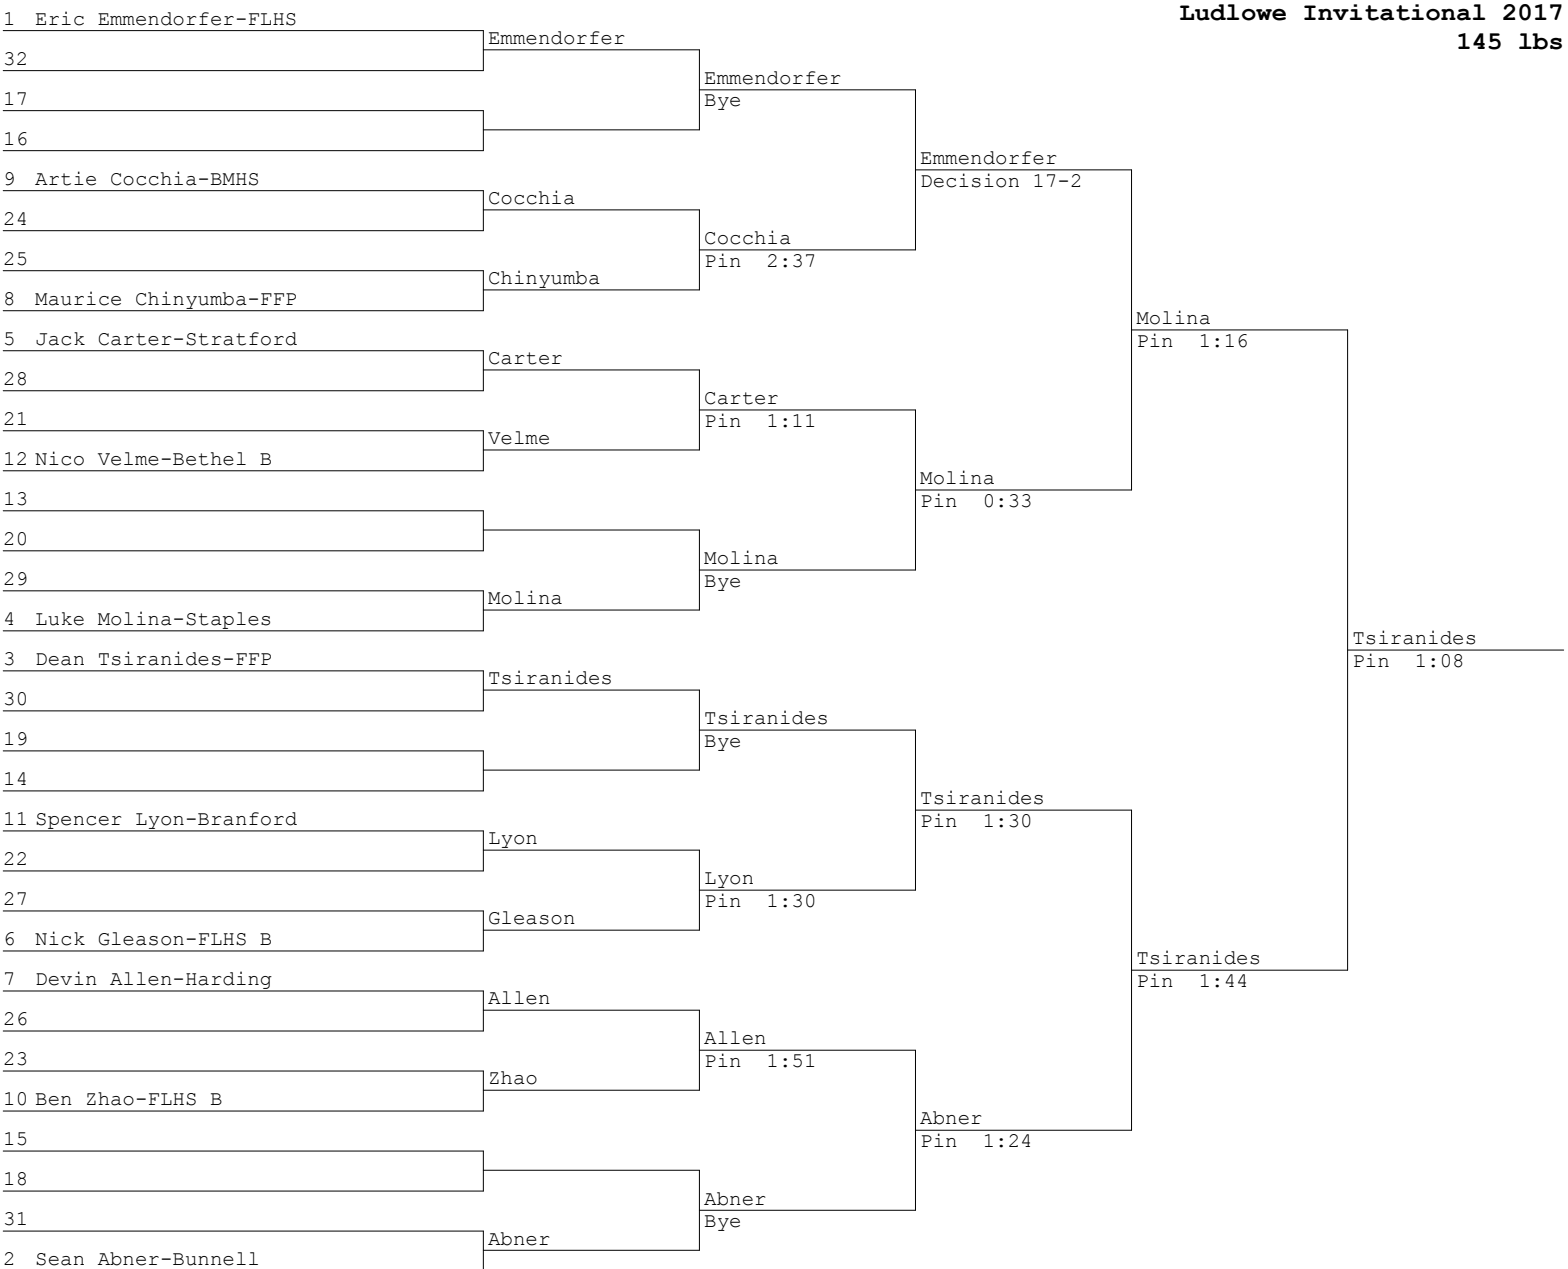 Ludlowe Invitational 2017
145 lbs
1 Eric Emmendorfer-FLHS
32
17
16
9 Artie Cocchia-BMHS
24
25
8 Maurice Chinyumba-FFP
5 Jack Carter-Stratford
28
21
12 Nico Velme-Bethel B
13
20
29
4 Luke Molina-Staples
3 Dean Tsiranides-FFP
30
19
14
11 Spencer Lyon-Branford
22
27
6 Nick Gleason-FLHS B
7 Devin Allen-Harding
26
23
10 Ben Zhao-FLHS B
15
18
31
2 Sean Abner-Bunnell
Emmendorfer
Cocchia
Chinyumba
Carter
Velme
Molina
Tsiranides
Lyon
Gleason
Allen
Zhao
Abner
Emmendorfer
Bye
Cocchia
Pin 2:37
Carter
Pin 1:11
Molina
Bye
Tsiranides
Bye
Lyon
Pin 1:30
Allen
Pin 1:51
Abner
Bye
Emmendorfer
Decision 17-2
Molina
Pin 0:33
Tsiranides
Pin 1:30
Abner
Pin 1:24
Molina
Pin 1:16
Tsiranides
Pin 1:44
Tsiranides
Pin 1:08